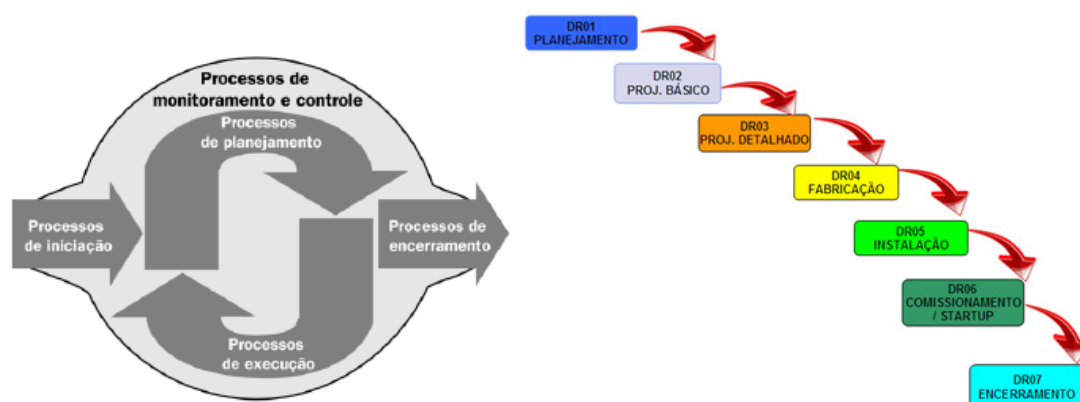 Processos de
monitoramento e controle
Processos
de planejamento
Processos
de iniciação
Processos de
encerramento
Processos
de execução
DR01
PLANEJAMENTO
DR02
PROJ. BÁSICO
DR03
PROJ. DETALHADO
DR04
FABRICAÇÃO
DR05
INSTALAÇÃO
DR06
COMISSIONAMENTO
/ STARTUP
DR07
ENCERRAMENTO